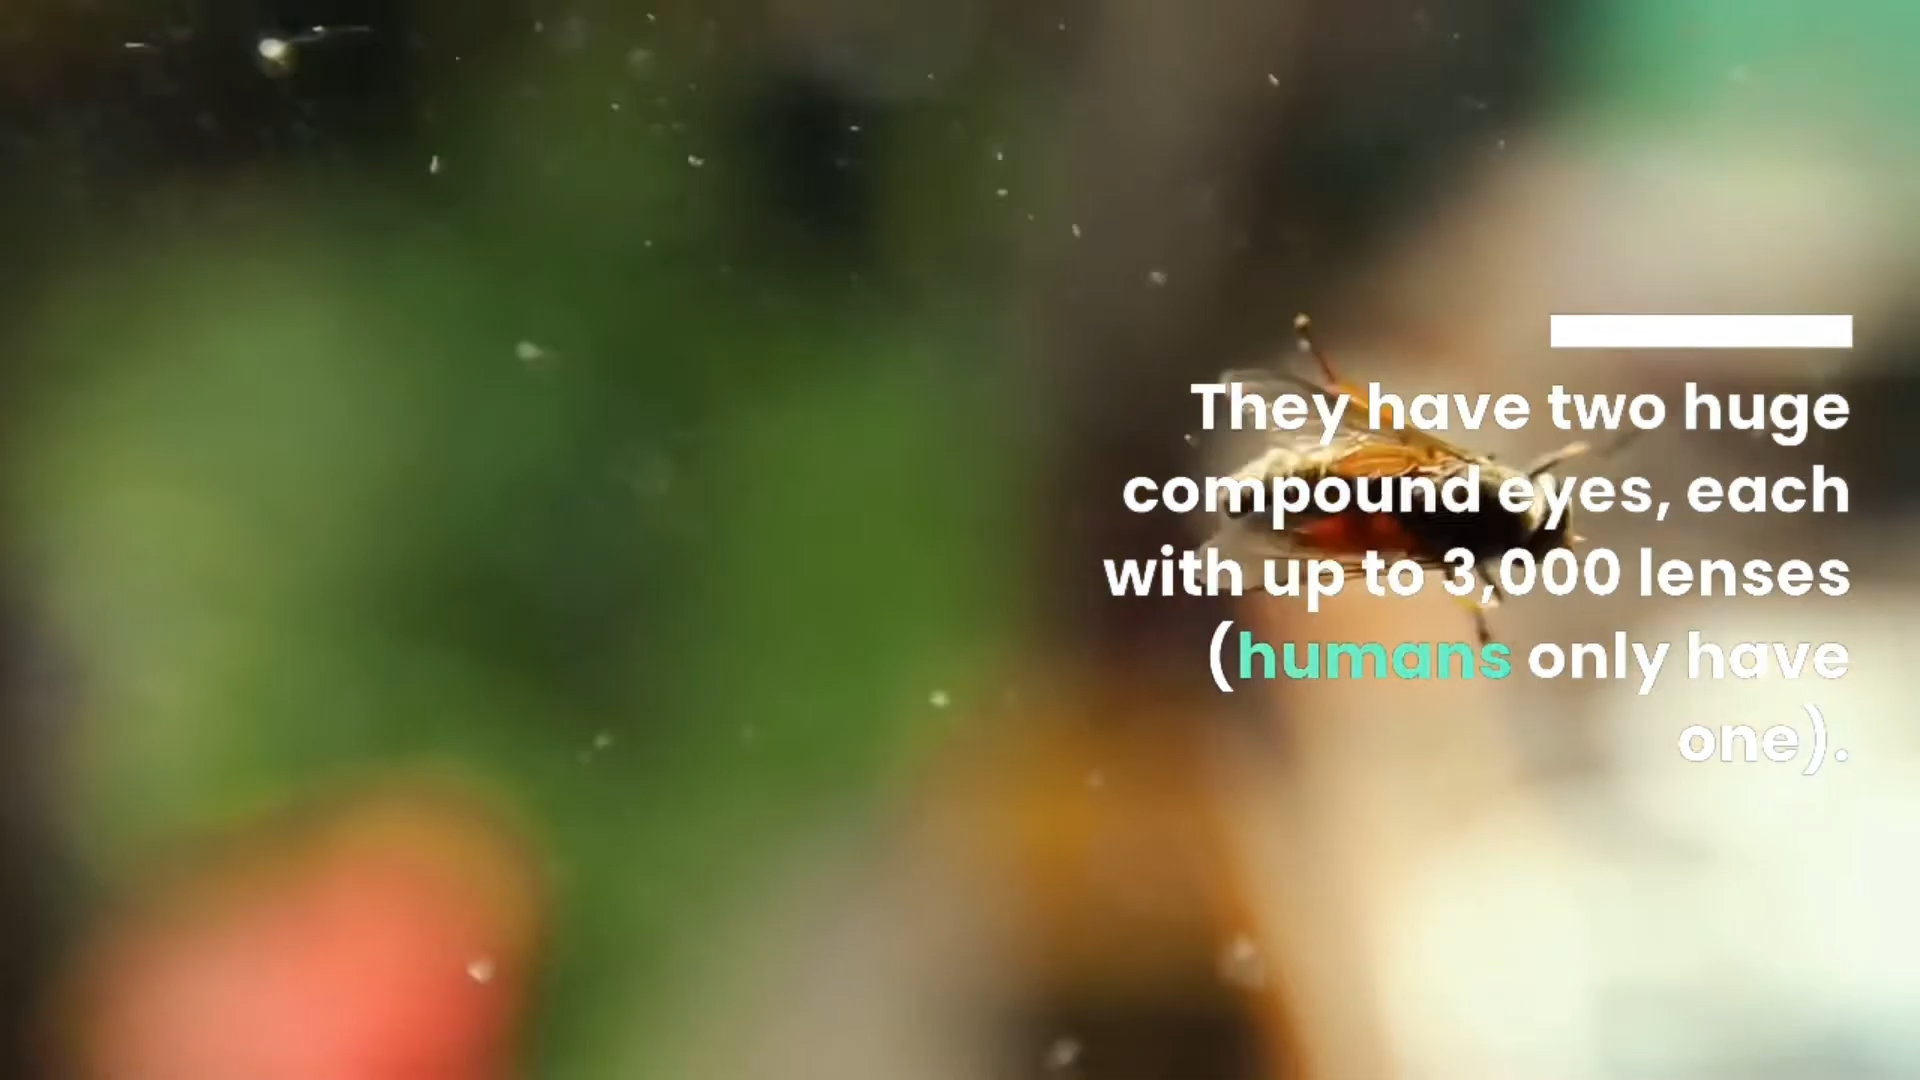 They have two huge
compound eyes, each
with up to 3,000 lenses
(humans only have
one).